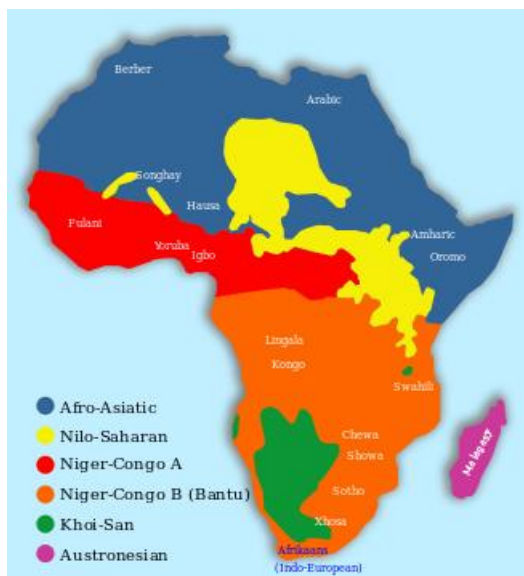 Berber
Arabic
Songhay
Hausa
Fulani
Amharic
Yoruba
Oromo
Igbo
Lingala
Kongo
Swahili
Malagasy
Chewa
Showa
Sotho
Xhosa
Afrikaans
(Indo-European)
Afro-Asiatic
Nilo-Saharan
Niger-Congo A
Niger-Congo B (Bantu)
Khoi-San
Austronesian